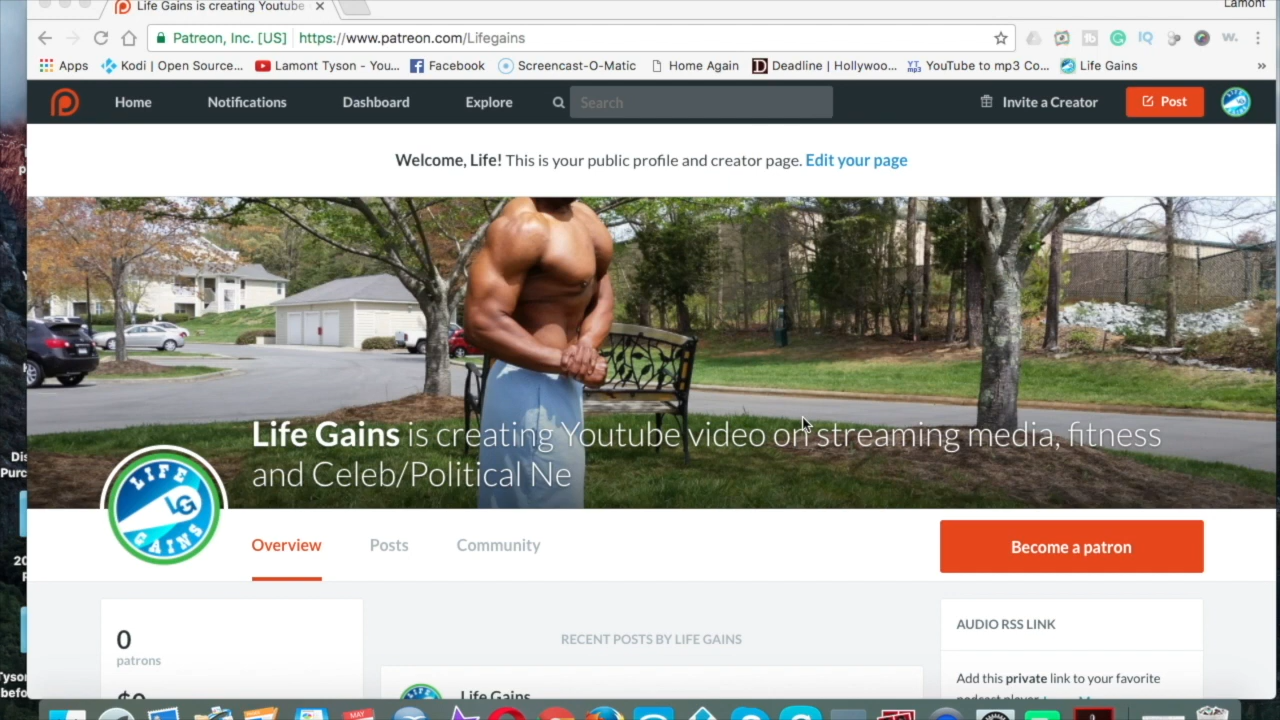 Life Gains is creating Youtube
Lamont
Patreon, Inc. [US] https://www.patreon.com/Lifegains
Apps Kodi | Open Source... Lamont Tyson - You... Facebook Screencast-O-Matic Home Again Deadline | Hollywoo... YouTube to mp3 Co... Life Gains »
Home Notifications Dashboard Explore Search Invite a Creator Post
Welcome, Life! This is your public profile and creator page. Edit your page
Life Gains is creating Youtube video on streaming media, fitness
and Celeb/Political Ne
LIFE
LG
GAINS
Overview Posts Community Become a patron
0
patrons
RECENT POSTS BY LIFE GAINS
Life Gains
AUDIO RSS LINK
Add this private link to your favorite
MAY